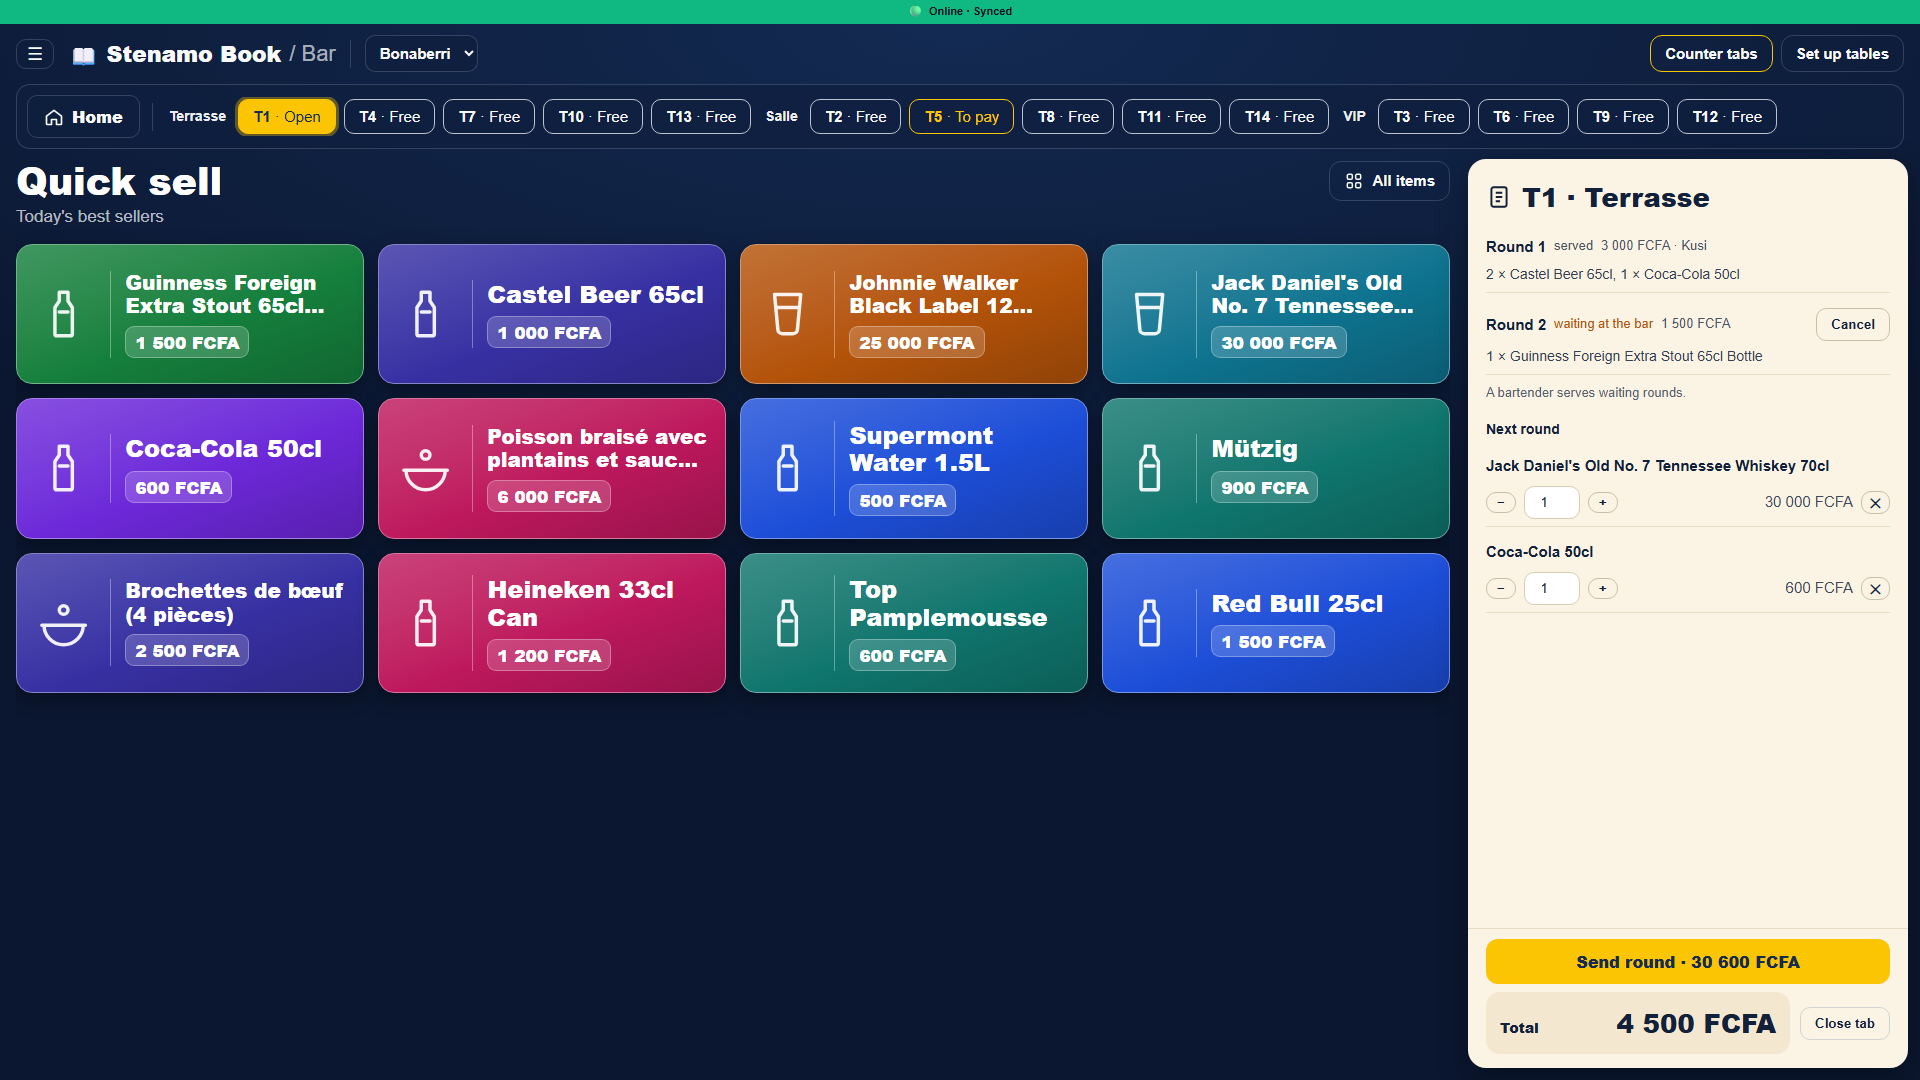 Online · Synced
Stenamo Book / Bar
Bonaberri
Counter tabs
Set up tables
Home
Terrasse
T1 · Open
T4 · Free
T7 · Free
T10 · Free
T13 · Free
Salle
T2 · Free
T5 · To pay
T8 · Free
T11 · Free
T14 · Free
VIP
T3 · Free
T6 · Free
T9 · Free
T12 · Free
Quick sell
Today's best sellers
All items
Guinness Foreign
Extra Stout 65cl...
1 500 FCFA
Castel Beer 65cl
1 000 FCFA
Johnnie Walker
Black Label 12...
25 000 FCFA
Jack Daniel's Old
No. 7 Tennessee...
30 000 FCFA
Coca-Cola 50cl
600 FCFA
Poisson braisé avec
plantains et sauc...
6 000 FCFA
Supermont
Water 1.5L
500 FCFA
Mützig
900 FCFA
Brochettes de bœuf
(4 pièces)
2 500 FCFA
Heineken 33cl
Can
1 200 FCFA
Top
Pamplemousse
600 FCFA
Red Bull 25cl
1 500 FCFA
T1 · Terrasse
Round 1 served 3 000 FCFA · Kusi
2 × Castel Beer 65cl, 1 × Coca-Cola 50cl
Round 2 waiting at the bar 1 500 FCFA
Cancel
1 × Guinness Foreign Extra Stout 65cl Bottle
A bartender serves waiting rounds.
Next round
Jack Daniel's Old No. 7 Tennessee Whiskey 70cl
− 1 + 30 000 FCFA ×
Coca-Cola 50cl
− 1 + 600 FCFA ×
Send round · 30 600 FCFA
Total 4 500 FCFA
Close tab